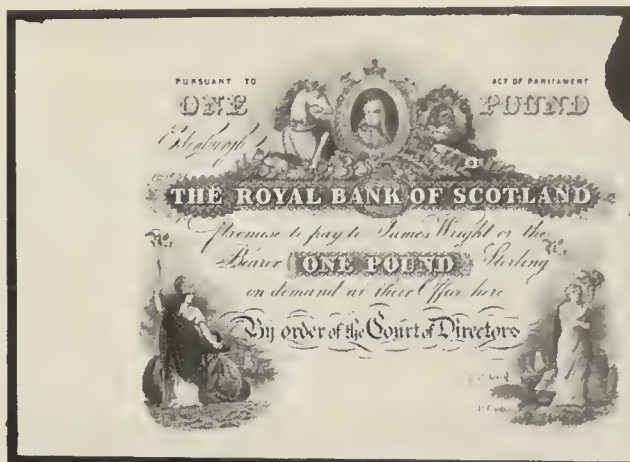 PURSUANT TO
ACT OF PARLIAMENT
ONE
POUND
Edinburgh
THE ROYAL BANK OF SCOTLAND
promise to pay to James Wright or the
Bearer ONE POUND Sterling
on demand at their Office here
No.
No.
By order of the Court of Directors